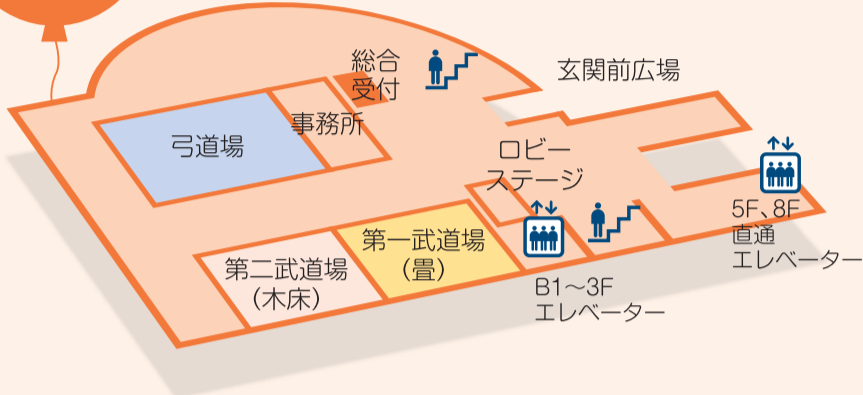 総合
受付
玄関前広場
事務所
弓道場
ロビー
ステージ
5F、8F
直通
エレベーター
第一武道場
（畳）
第二武道場
（木床）
B1～3F
エレベーター